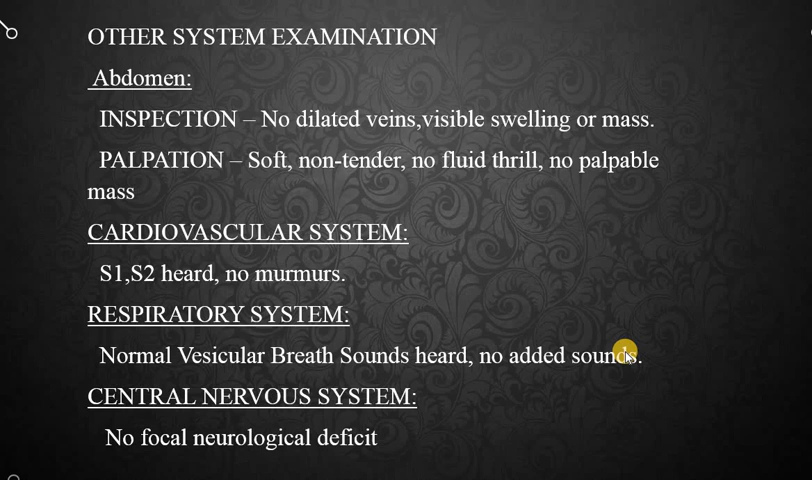 OTHER SYSTEM EXAMINATION
Abdomen:
INSPECTION – No dilated veins,visible swelling or mass.
PALPATION – Soft, non-tender, no fluid thrill, no palpable
mass
CARDIOVASCULAR SYSTEM:
S1,S2 heard, no murmurs.
RESPIRATORY SYSTEM:
Normal Vesicular Breath Sounds heard, no added sounds.
CENTRAL NERVOUS SYSTEM:
No focal neurological deficit